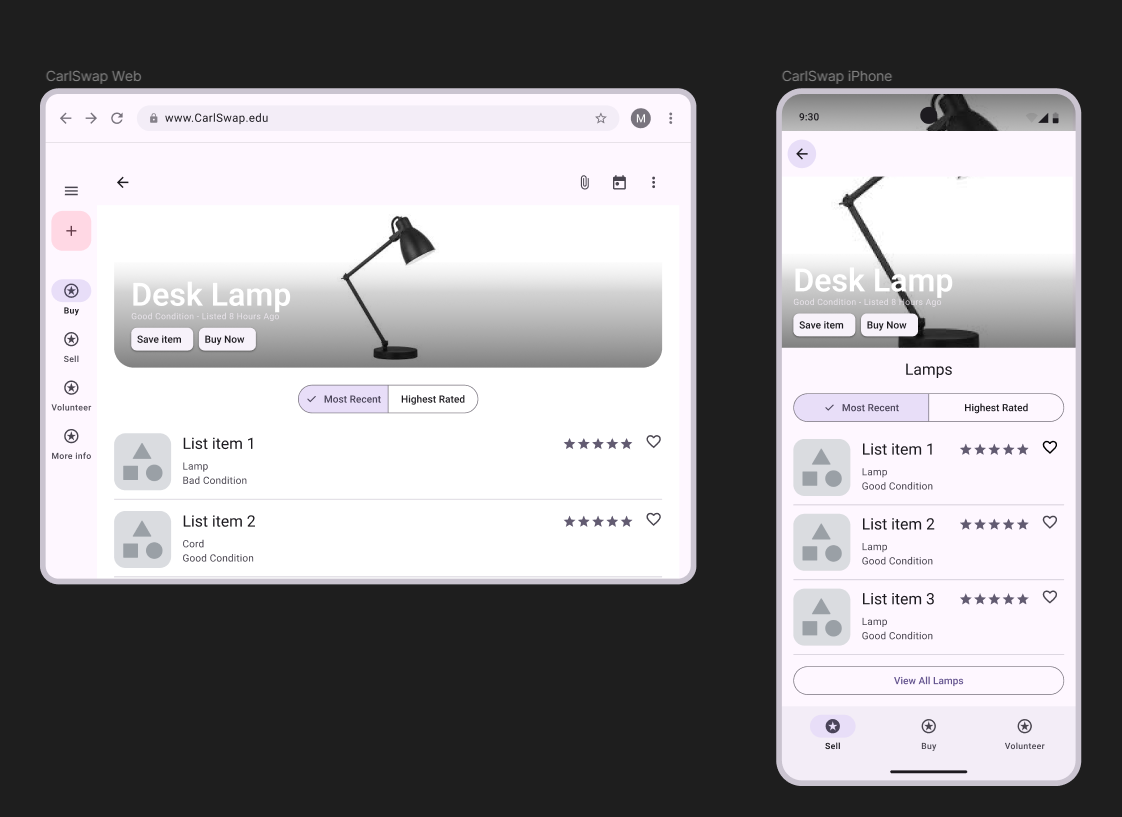 CarlSwap Web
www.CarlSwap.edu
M
Desk Lamp
Good Condition - Listed 8 Hours Ago
Save item
Buy Now
Buy
Sell
Volunteer
More info
Most Recent
Highest Rated
List item 1
Lamp
Bad Condition
List item 2
Cord
Good Condition
CarlSwap iPhone
9:30
Desk Lamp
Good Condition - Listed 8 Hours Ago
Save item
Buy Now
Lamps
Most Recent
Highest Rated
List item 1
Lamp
Good Condition
List item 2
Lamp
Good Condition
List item 3
Lamp
Good Condition
View All Lamps
Sell
Buy
Volunteer